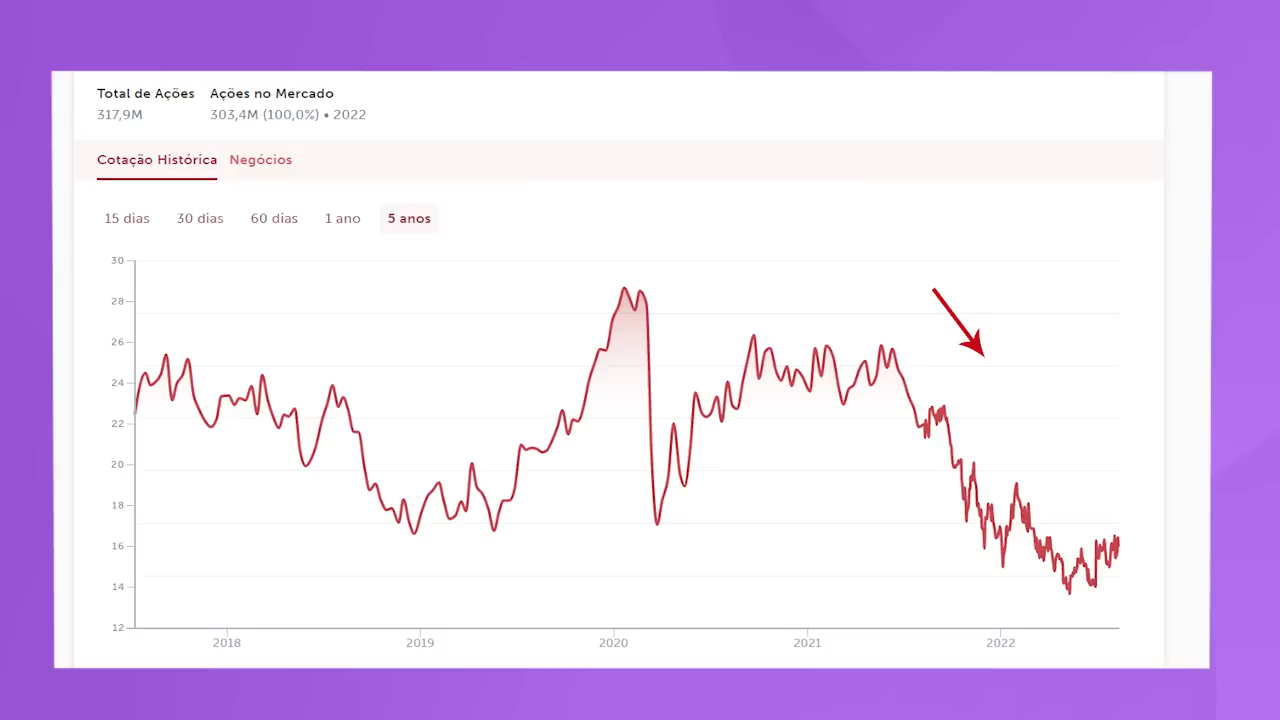 Total de Ações Ações no Mercado
317,9M 303,4M (100,0%) • 2022
Cotação Histórica Negócios
15 dias 30 dias 60 dias 1 ano 5 anos
30
28
26
24
22
20
18
16
14
12
2018 2019 2020 2021 2022